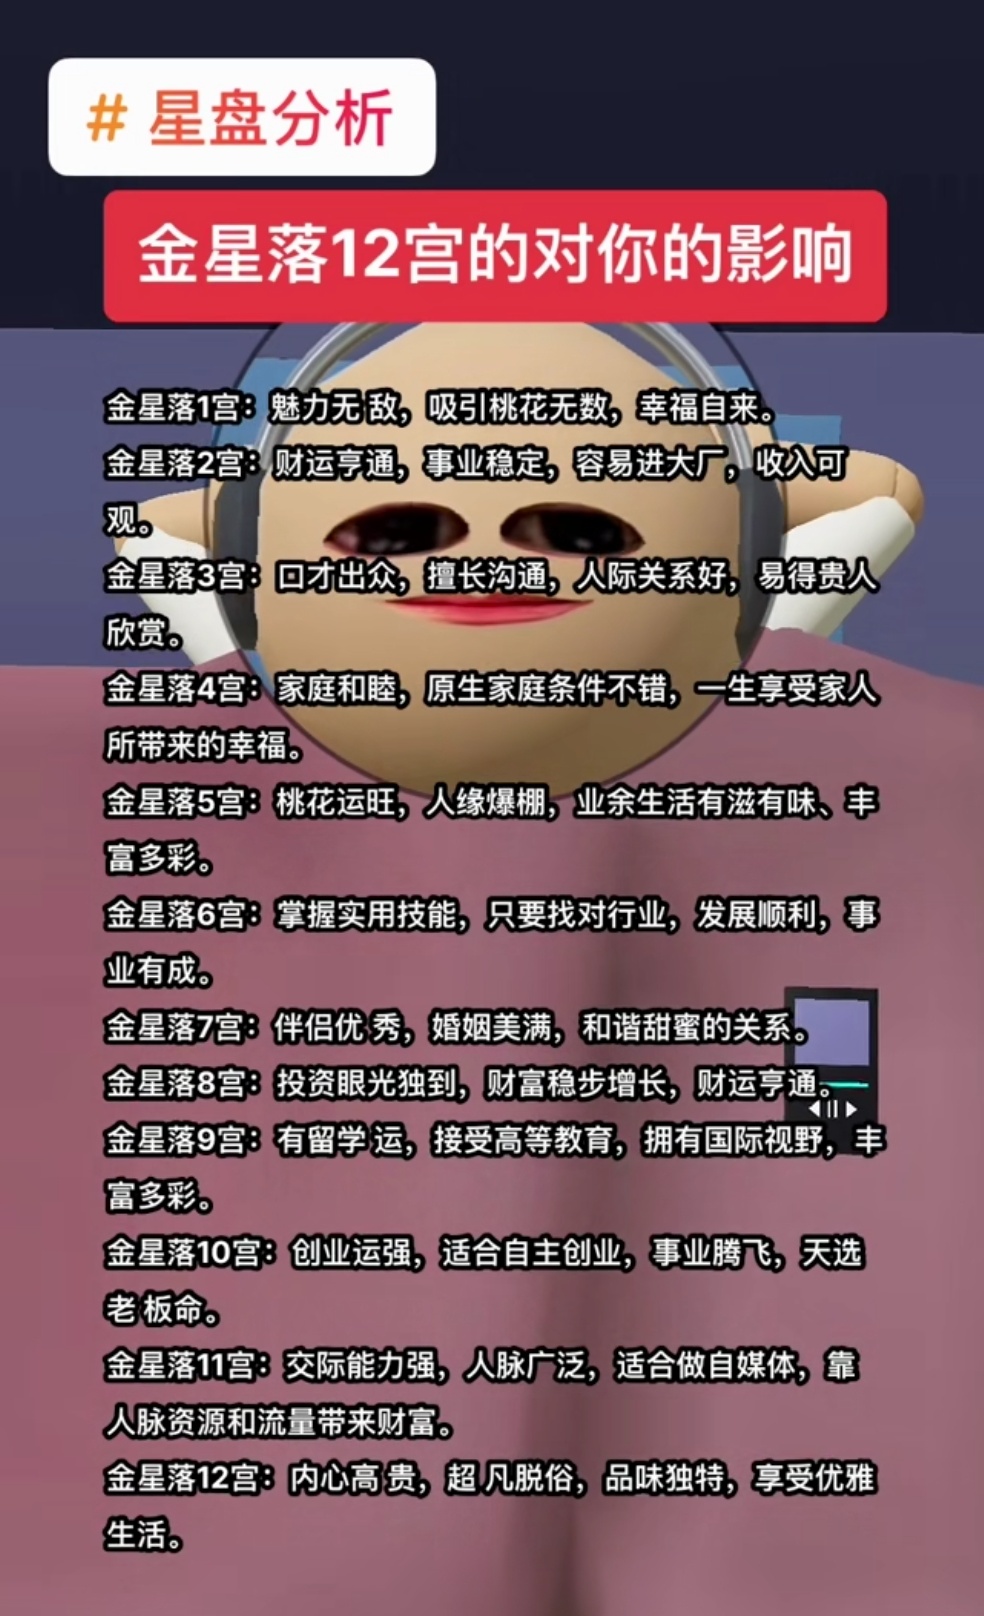 # 星盘分析
金星落12宫的对你的影响
金星落1宫：魅力无敌，吸引桃花无数，幸福自来。
金星落2宫：财运亨通，事业稳定，容易进大厂，收入可
观。
金星落3宫：口才出众，擅长沟通，人际关系好，易得贵人
欣赏。
金星落4宫：家庭和睦，原生家庭条件不错，一生享受家人
所带来的幸福。
金星落5宫：桃花运旺，人缘爆棚，业余生活有滋有味、丰
富多彩。
金星落6宫：掌握实用技能，只要找对行业，发展顺利，事
业有成。
金星落7宫：伴侣优秀，婚姻美满，和谐甜蜜的关系。
金星落8宫：投资眼光独到，财富稳步增长，财运亨通。
金星落9宫：有留学运，接受高等教育，拥有国际视野，丰
富多彩。
金星落10宫：创业运强，适合自主创业，事业腾飞，天选
老板命。
金星落11宫：交际能力强，人脉广泛，适合做自媒体，靠
人脉资源和流量带来财富。
金星落12宫：内心高贵，超凡脱俗，品味独特，享受优雅
生活。